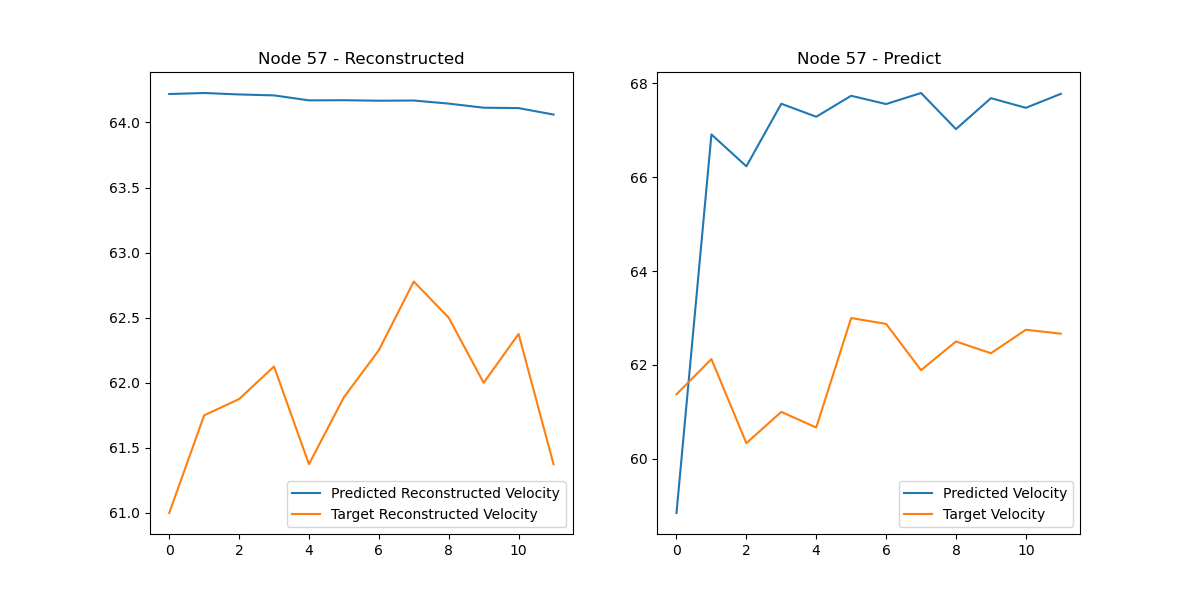 Node 57 - Reconstructed
64.0
63.5
63.0
62.5
62.0
61.5
61.0
0 2 4 6 8 10
Predicted Reconstructed Velocity
Target Reconstructed Velocity
Node 57 - Predict
68
66
64
62
60
0 2 4 6 8 10
Predicted Velocity
Target Velocity